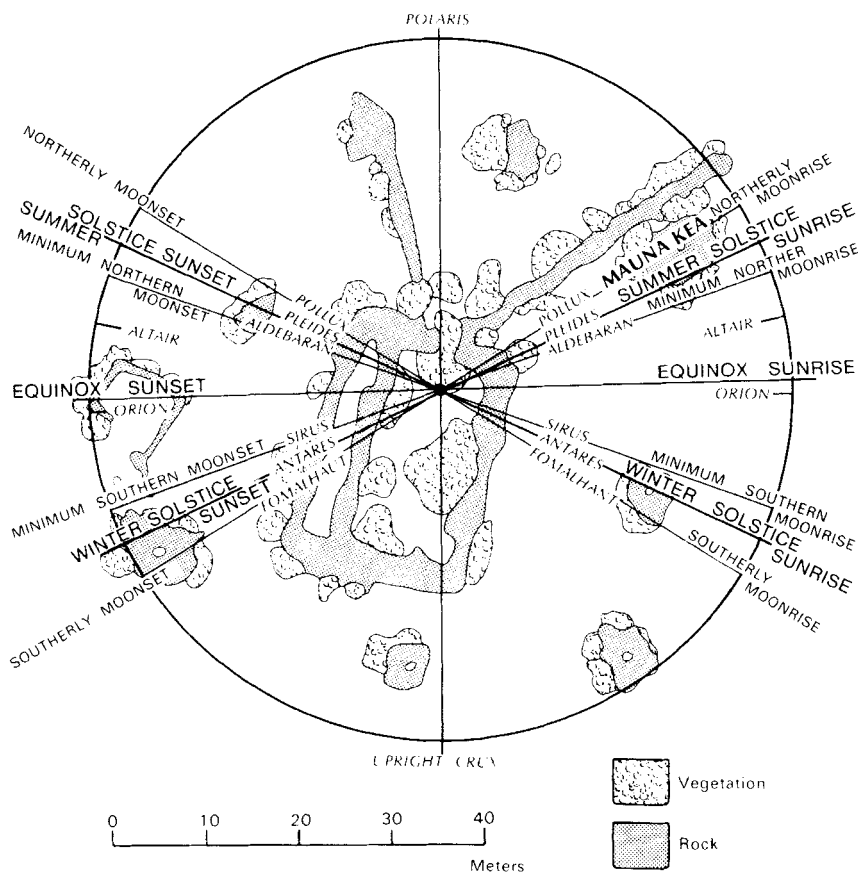 POLARIS
NORTHERLY MOONSET
SOLSTICE SUNSET
SUMMER
MINIMUM NORTHERN
MOONSET
POLLUX
PLEIDES
ALDEBARAN
ALTAIR
EQUINOX SUNSET
ORION
MINIMUM SOUTHERN MOONSET
SIRUS
ANTARES
WINTER SOLSTICE
SUNSET
FOMALHAUT
SOUTHERLY MOONSET
NORTHERLY
MOONRISE
POLLUX
MAUNA KEA
PLEIDES
SUMMER SOLSTICE
SUNRISE
ALDEBARAN
MINIMUM NORTHER
MOONRISE
ALTAIR
EQUINOX SUNRISE
ORION
SIRUS
ANTARES
FOMALHANT
MINIMUM SOUTHERN
MOONRISE
WINTER SOLSTICE
SUNRISE
SOUTHERLY
MOONRISE
UPRIGHT CRUX
0 10 20 30 40
Meters
Vegetation
Rock